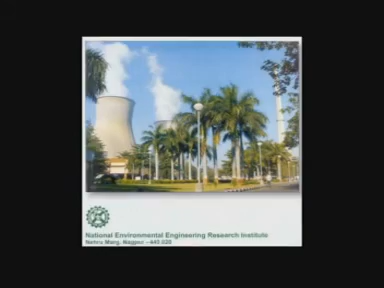 National Environmental Engineering Research Institute
Nehru Marg, Nagpur – 440 020